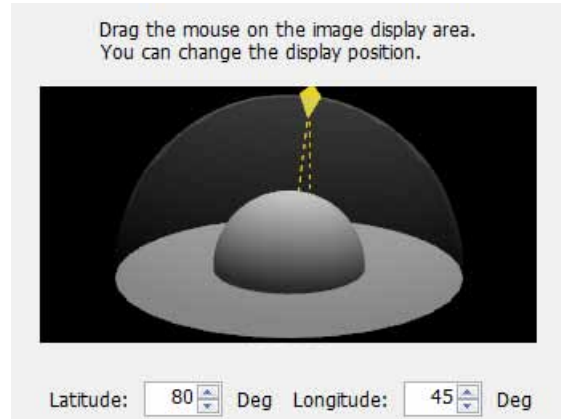 Drag the mouse on the image display area.
You can change the display position.
Latitude: 80 Deg Longitude: 45 Deg